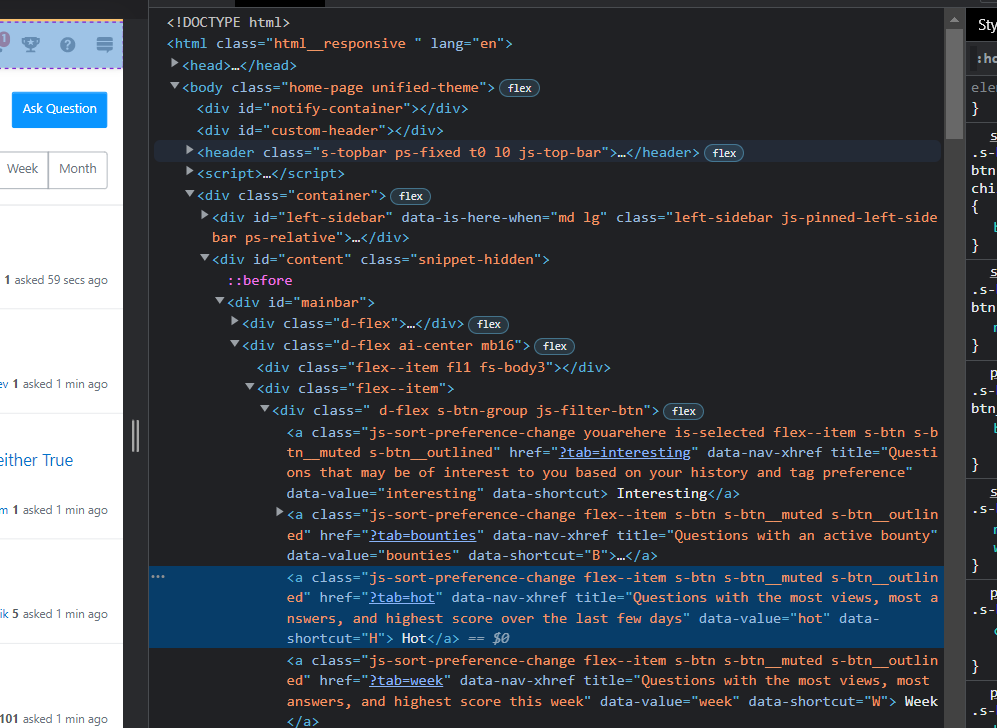 1
Ask Question
Week
Month
1 asked 59 secs ago
ev 1 asked 1 min ago
either True
m 1 asked 1 min ago
ik 5 asked 1 min ago
101 asked 1 min ago
<!DOCTYPE html>
<html class="html__responsive " lang="en">
<head>…</head>
<body class="home-page unified-theme"> flex
<div id="notify-container"></div>
<div id="custom-header"></div>
<header class="s-topbar ps-fixed t0 l0 js-top-bar">…</header> flex
<script>…</script>
<div class="container"> flex
<div id="left-sidebar" data-is-here-when="md lg" class="left-sidebar js-pinned-left-side
bar ps-relative">…</div>
<div id="content" class="snippet-hidden">
::before
<div id="mainbar">
<div class="d-flex">…</div> flex
<div class="d-flex ai-center mb16"> flex
<div class="flex--item fl1 fs-body3"></div>
<div class="flex--item">
<div class=" d-flex s-btn-group js-filter-btn"> flex
<a class="js-sort-preference-change youarehere is-selected flex--item s-btn s-b
tn__muted s-btn__outlined" href="?tab=interesting" data-nav-xhref title="Questi
ons that may be of interest to you based on your history and tag preference"
data-value="interesting" data-shortcut> Interesting</a>
<a class="js-sort-preference-change flex--item s-btn s-btn__muted s-btn__outlin
ed" href="?tab=bounties" data-nav-xhref title="Questions with an active bounty"
data-value="bounties" data-shortcut="B">…</a>
<a class="js-sort-preference-change flex--item s-btn s-btn__muted s-btn__outlin
ed" href="?tab=hot" data-nav-xhref title="Questions with the most views, most a
nswers, and highest score over the last few days" data-value="hot" data-
shortcut="H"> Hot</a> == $0
<a class="js-sort-preference-change flex--item s-btn s-btn__muted s-btn__outlin
ed" href="?tab=week" data-nav-xhref title="Questions with the most views, most
answers, and highest score this week" data-value="week" data-shortcut="W"> Week
</a>
Sty
:ho
elem
}
.s-
btn
chi
{
}
.s-
btn
}
.s-
btn_
}
.s-
}
.s-
}
.s-